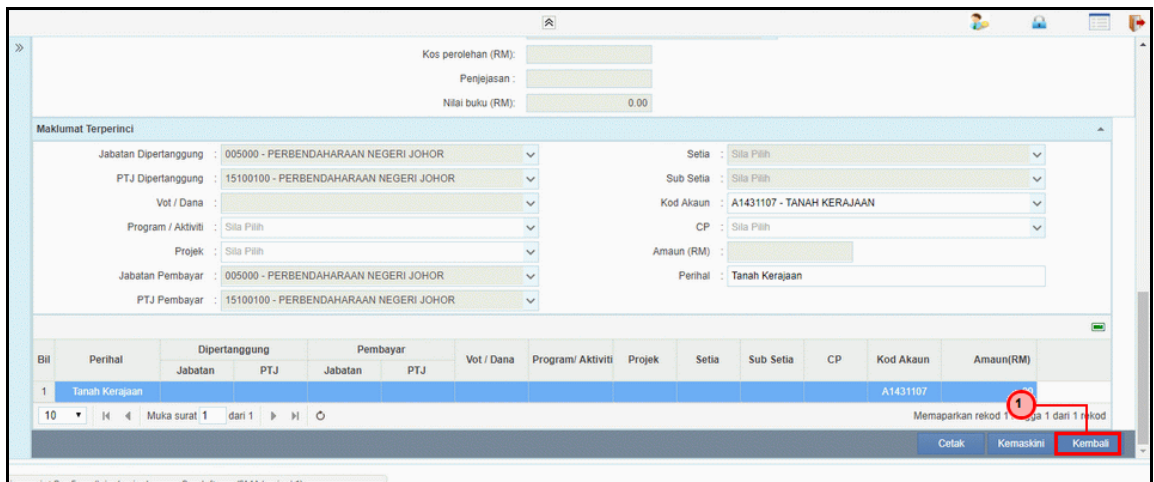 Kos perolehan (RM):
Penjejasan :
Nilai buku (RM): 0.00
Maklumat Terperinci
Jabatan Dipertanggung : 005000 - PERBENDAHARAAN NEGERI JOHOR Setia : Sila Pilih
PTJ Dipertanggung : 15100100 - PERBENDAHARAAN NEGERI JOHOR Sub Setia : Sila Pilih
Vot / Dana : Kod Akaun : A1431107 - TANAH KERAJAAN
Program / Aktiviti : Sila Pilih CP : Sila Pilih
Projek : Sila Pilih Amaun (RM) :
Jabatan Pembayar : 005000 - PERBENDAHARAAN NEGERI JOHOR Perihal : Tanah Kerajaan
PTJ Pembayar : 15100100 - PERBENDAHARAAN NEGERI JOHOR
Bil Perihal Dipertanggung Pembayar Vot / Dana Program/ Aktiviti Projek Setia Sub Setia CP Kod Akaun Amaun(RM)
Jabatan PTJ Jabatan PTJ
1 Tanah Kerajaan A1431107
1
10 Muka surat 1 dari 1 Memaparkan rekod 1 1 dari 1 rekod
Cetak Kemaskini Kembali